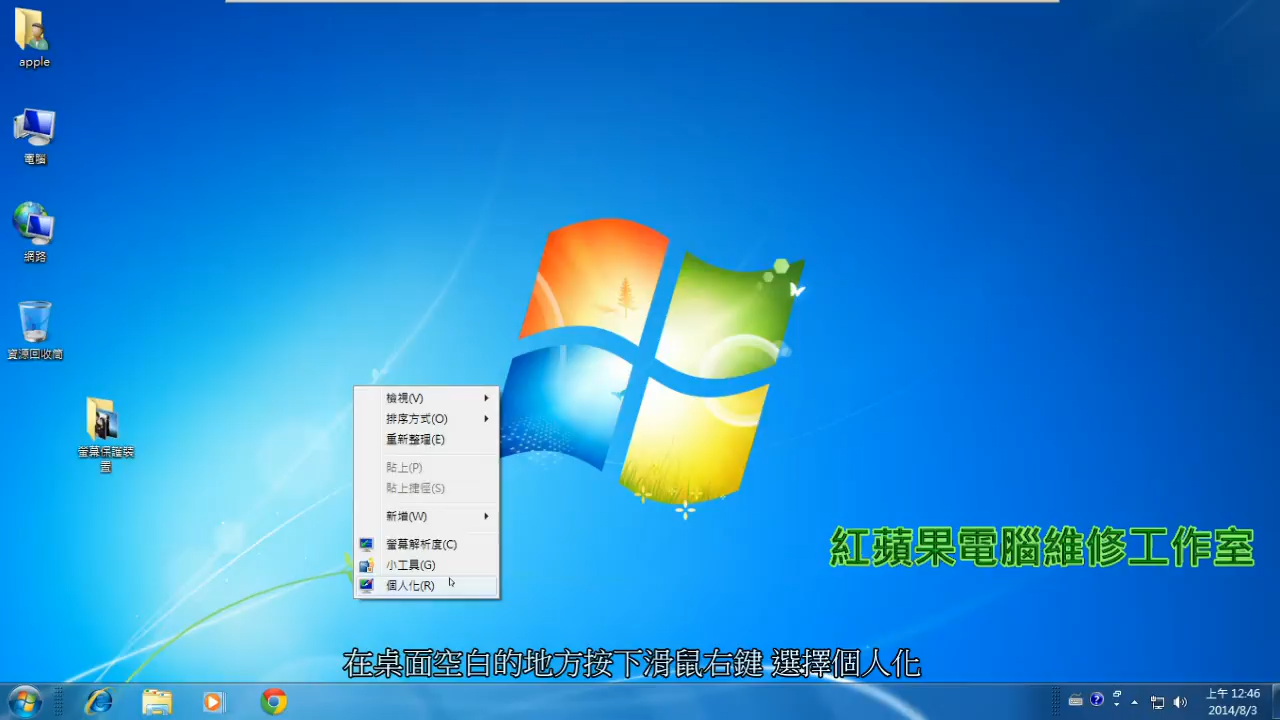 apple
電腦
網路
資源回收筒
螢幕保護裝
置
檢視(V)
排序方式(O)
重新整理(E)
貼上(P)
貼上捷徑(S)
新增(W)
螢幕解析度(C)
小工具(G)
個人化(R)
紅蘋果電腦維修工作室
在桌面空白的地方按下滑鼠右鍵 選擇個人化
上午 12:46
2014/8/3